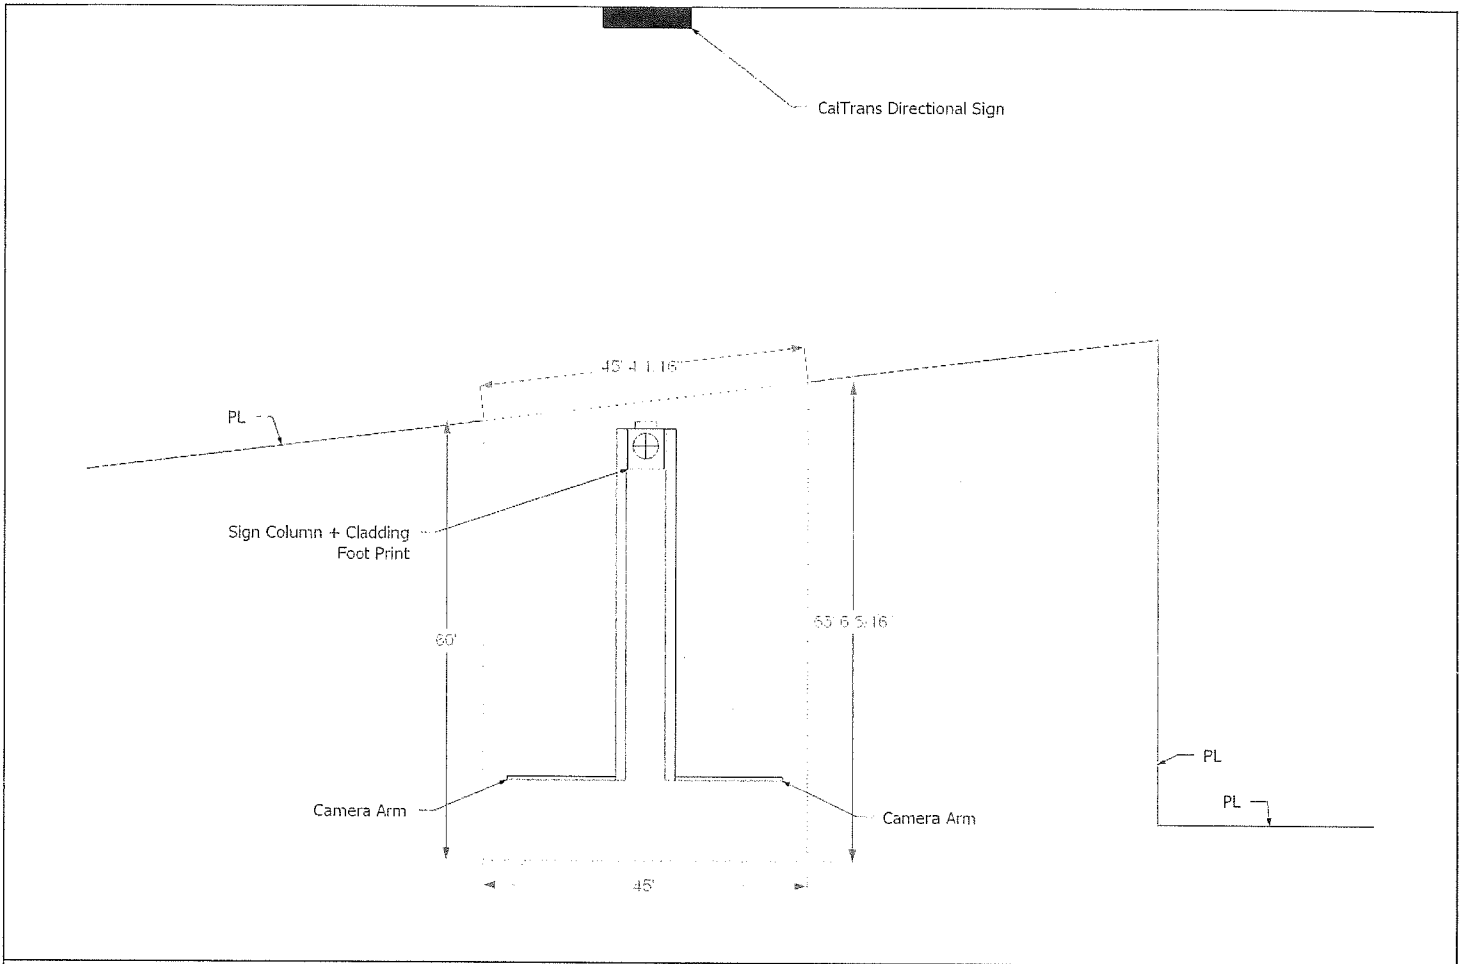 CalTrans Directional Sign
45' 4 1/16"
PL
Sign Column + Cladding
Foot Print
60'
PL
PL
Camera Arm
Camera Arm
45'